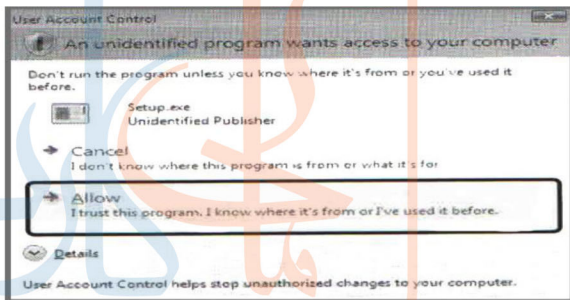 User Account Control
An unidentified program wants access to your computer
Don't run the program unless you know where it's from or you've used it
before.
Setup.exe
Unidentified Publisher
Cancel
I don't know where this program is from or what it's for
Allow
I trust this program. I know where it's from or I've used it before.
Details
User Account Control helps stop unauthorized changes to your computer.